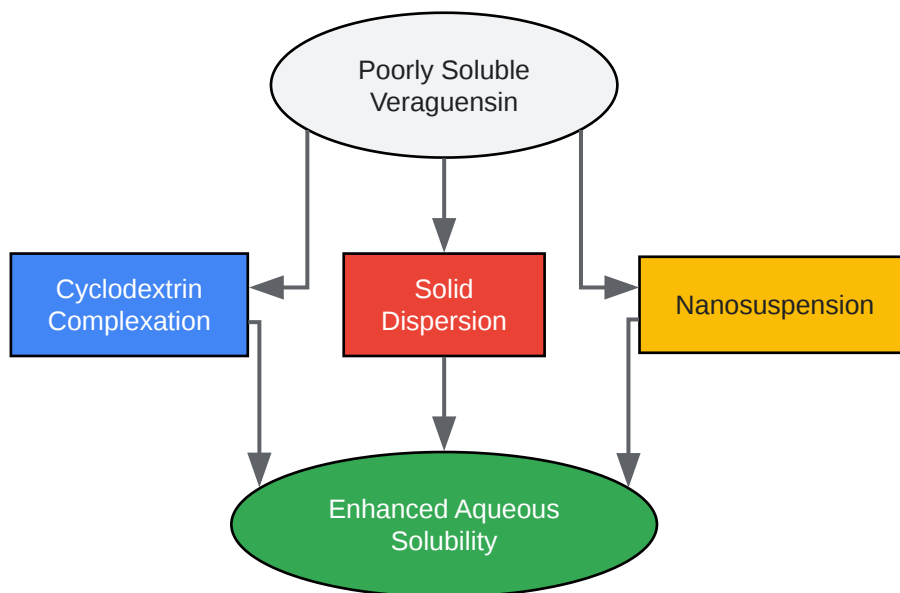 Poorly Soluble
Veraguensin
Cyclodextrin
Complexation
Solid
Dispersion
Nanosuspension
Enhanced Aqueous
Solubility